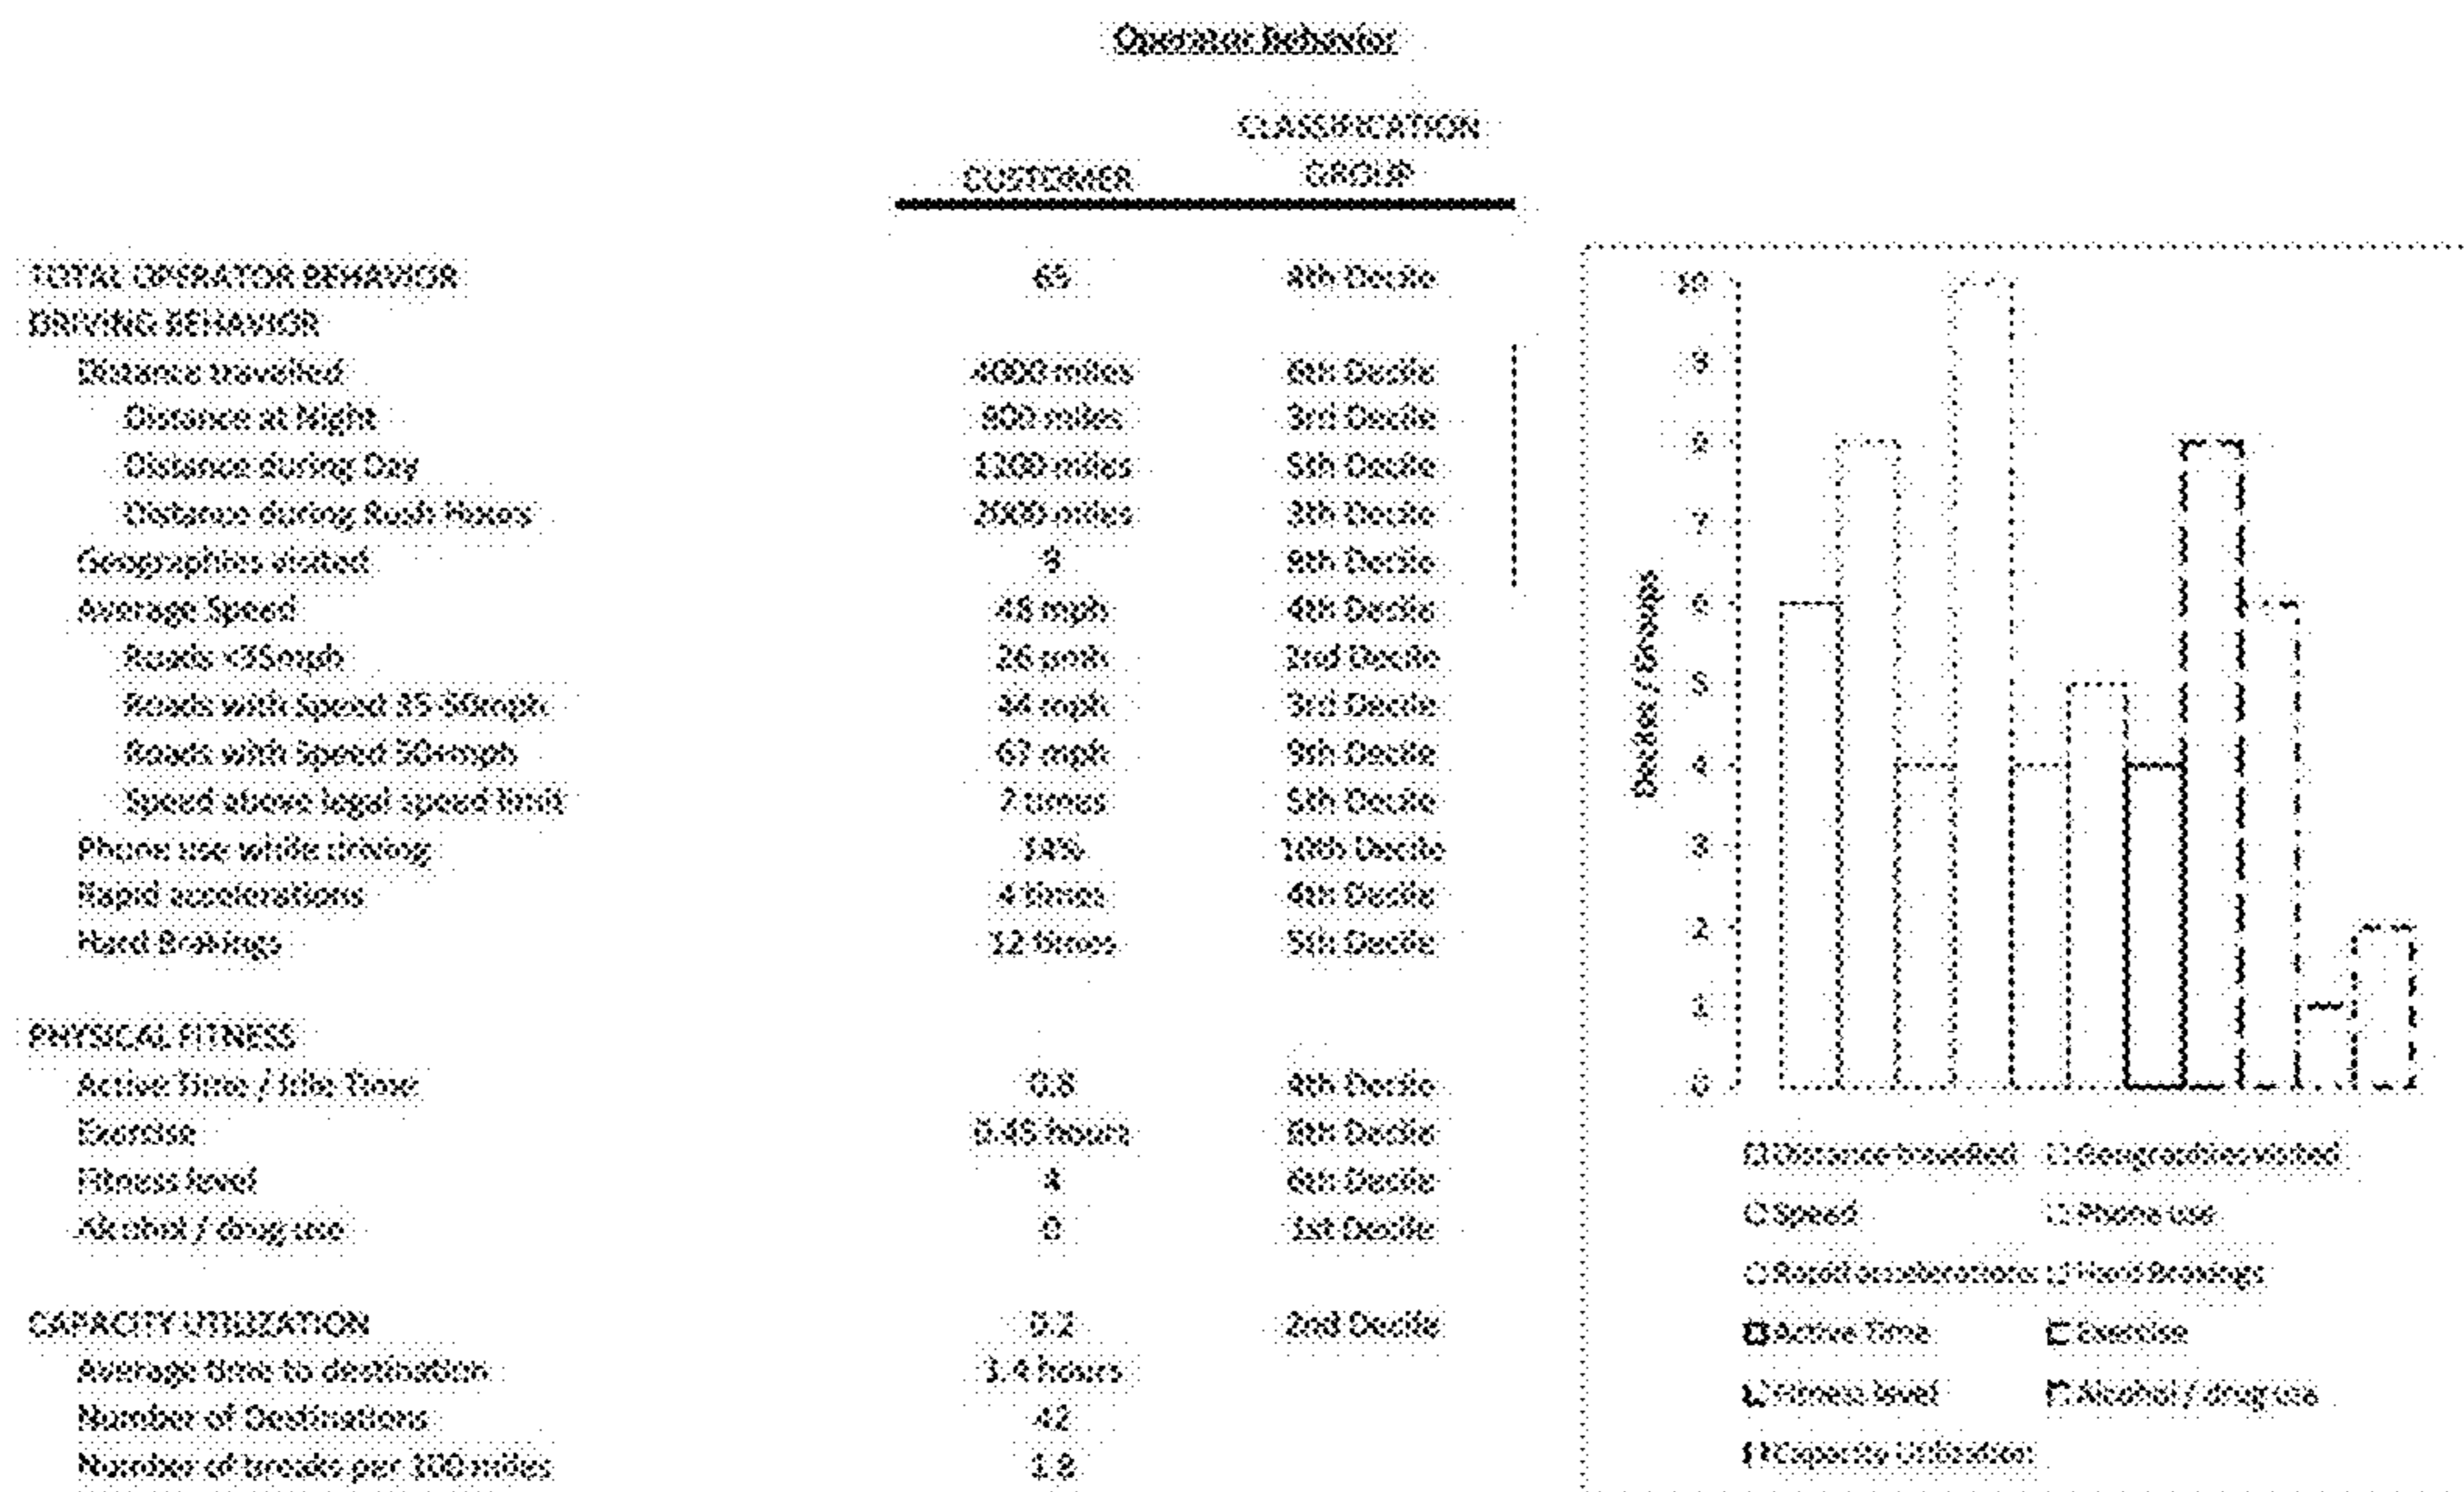 Operator Behavior
CLASSIFICATION
CUSTOMER GROUP
TOTAL OPERATOR BEHAVIOR 65 4th Decile
DRIVING BEHAVIOR
Distance travelled 4000 miles 6th Decile
Distance at Night 800 miles 3rd Decile
Distance during Day 1200 miles 5th Decile
Distance during Rush Hours 2000 miles Decile
Geographies visited 8th Decile
Average Speed 48 mph 4th Decile
Roads <35mph 26 mph 2nd Decile
Roads with Speed 35-50mph 44 mph 3rd Decile
Roads with Speed 50+mph 67 mph 9th Decile
Speed above legal speed limit 7 times 5th Decile
Phone use while driving 10th Decile
Rapid accelerations 4 times 4th Decile
Hard Brakings 12 times 5th Decile
PHYSICAL FITNESS
Active Time / Idle Time 0.8 4th Decile
Exercise 0.45 hours 8th Decile
Fitness level 6th Decile
Alcohol / drug use 0 1st Decile
CAPACITY UTILIZATION 0.2 2nd Decile
Average time to destination 1.4 hours
Number of Destinations 42
Number of breaks per 100 miles
Deciles / Group
10
9
8
7
6
5
4
3
2
1
0
Distance travelled Geographies visited
Speed Phone use
Rapid accelerations Hard Brakings
Active Time Exercise
Fitness level Alcohol / drug use
Capacity Utilization